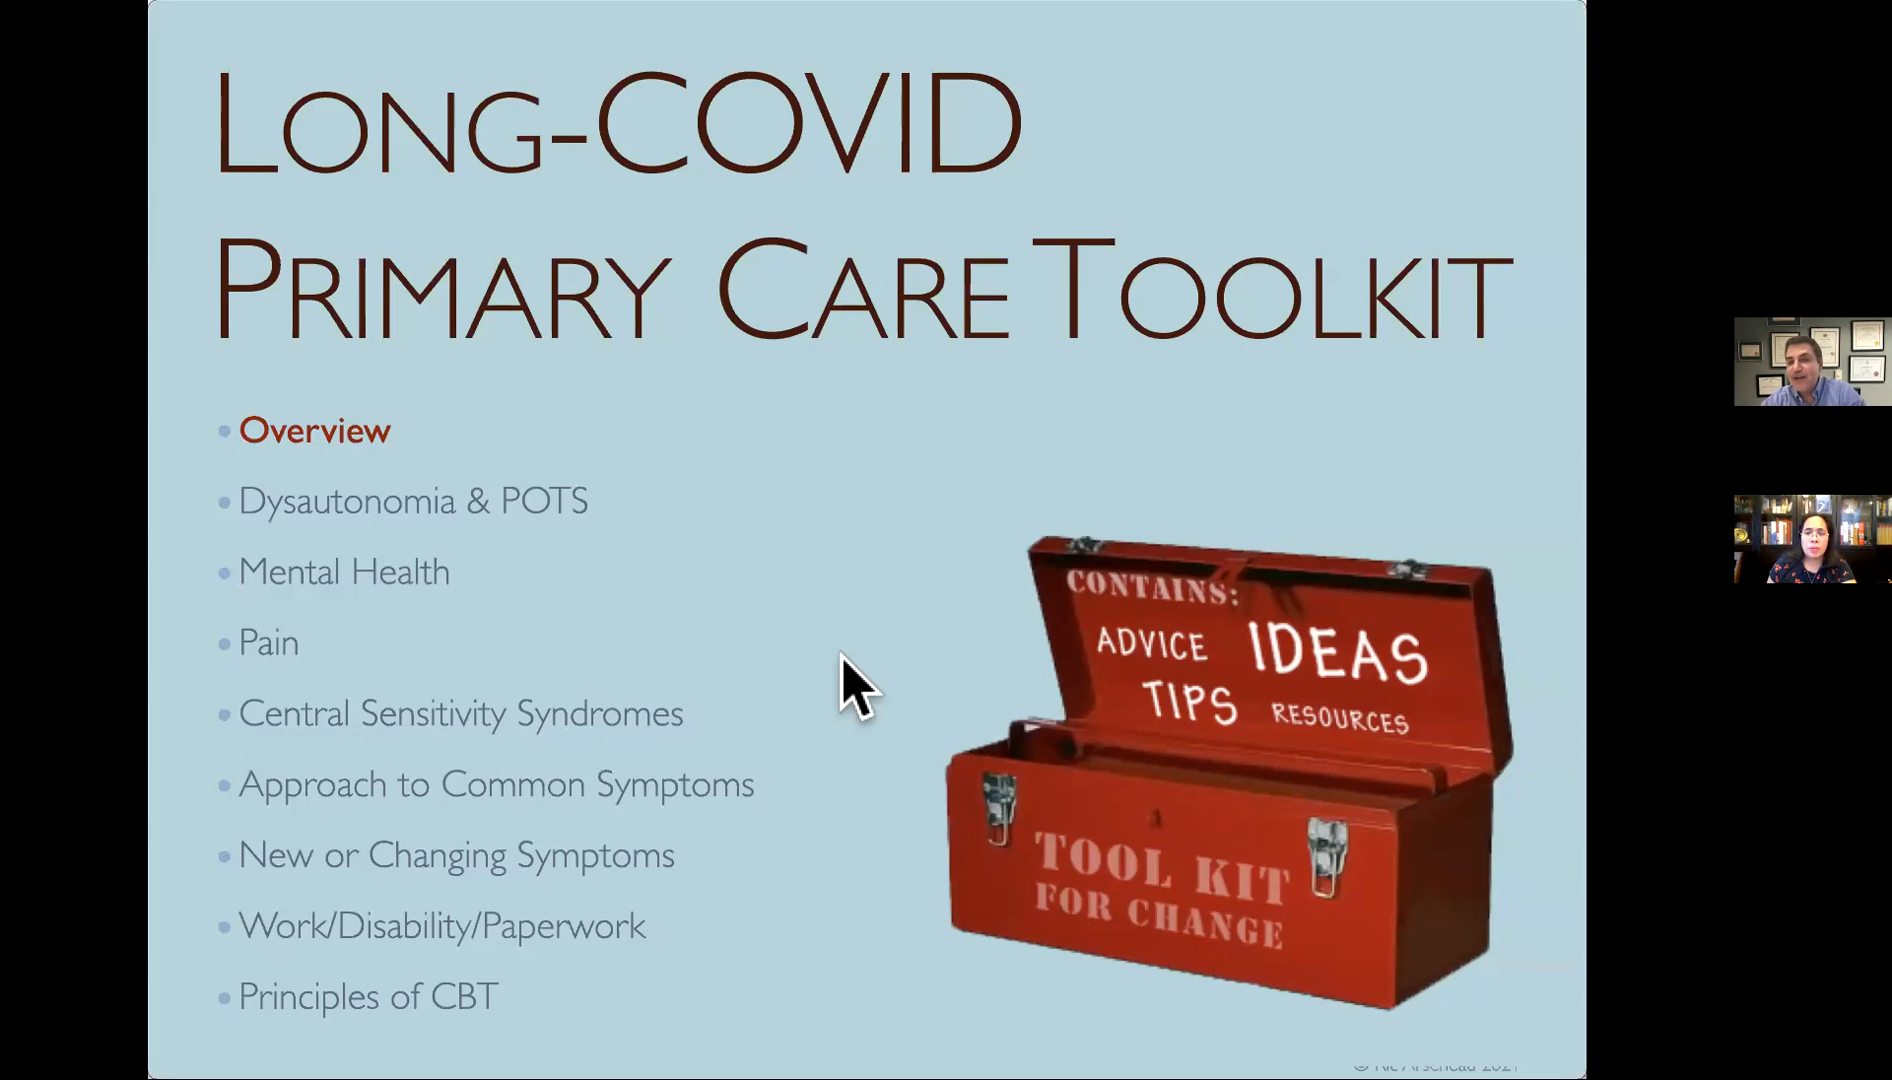 LONG-COVID
PRIMARY CARE TOOLKIT
Overview
Dysautonomia & POTS
Mental Health
Pain
Central Sensitivity Syndromes
Approach to Common Symptoms
New or Changing Symptoms
Work/Disability/Paperwork
Principles of CBT
CONTAINS:
ADVICE IDEAS
TIPS RESOURCES
TOOL KIT
FOR CHANGE